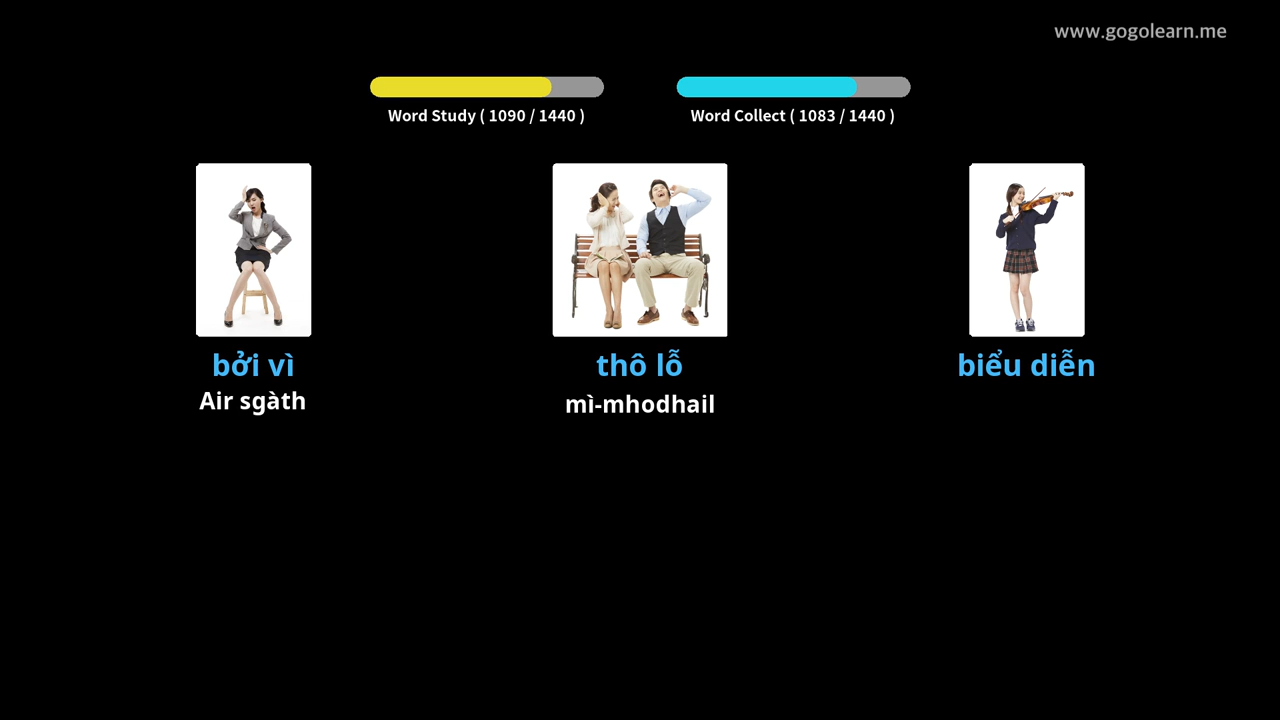 www.gogolearn.me
Word Study ( 1090 / 1440 )
Word Collect ( 1083 / 1440 )
bởi vì
thô lỗ
biểu diễn
Air sgàth
mì-mhodhail